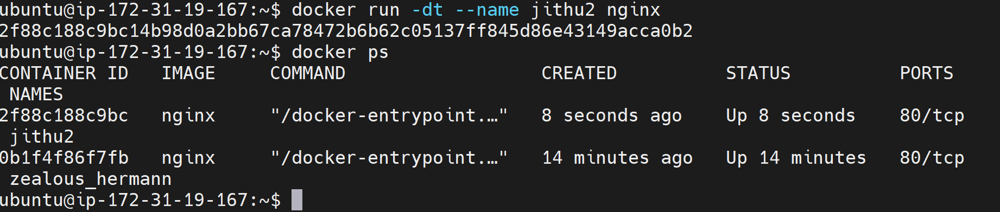 ubuntu@ip-172-31-19-167:~$ docker run -dt --name jithu2 nginx
2f88c188c9bc14b98d0a2bb67ca78472b6b62c05137ff845d86e43149acca0b2
ubuntu@ip-172-31-19-167:~$ docker ps
CONTAINER ID   IMAGE     COMMAND                  CREATED          STATUS          PORTS
 NAMES
2f88c188c9bc   nginx     "/docker-entrypoint.…"   8 seconds ago    Up 8 seconds    80/tcp
 jithu2
0b1f4f86f7fb   nginx     "/docker-entrypoint.…"   14 minutes ago   Up 14 minutes   80/tcp
 zealous_hermann
ubuntu@ip-172-31-19-167:~$